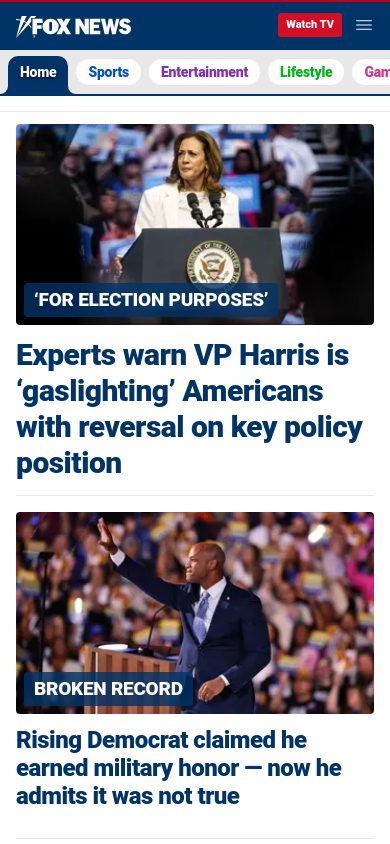 FOX NEWS
Watch TV
Home
Sports
Entertainment
Lifestyle
‘FOR ELECTION PURPOSES’
Experts warn VP Harris is
‘gaslighting’ Americans
with reversal on key policy
position
BROKEN RECORD
Rising Democrat claimed he
earned military honor — now he
admits it was not true